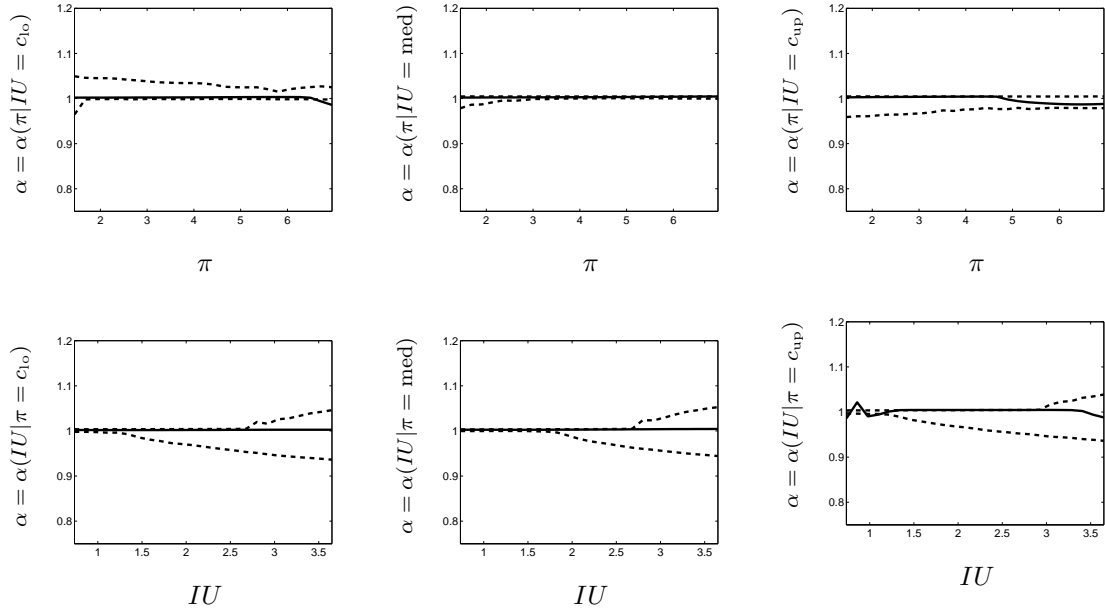 α = α(π|IU = c_lo)
1.2
1.1
1
0.9
0.8
2 3 4 5 6
π
α = α(π|IU = med)
1.2
1.1
1
0.9
0.8
2 3 4 5 6
π
α = α(π|IU = c_up)
1.2
1.1
1
0.9
0.8
2 3 4 5 6
π
α = α(IU|π = c_lo)
1.2
1.1
1
0.9
0.8
1 1.5 2 2.5 3 3.5
IU
α = α(IU|π = med)
1.2
1.1
1
0.9
0.8
1 1.5 2 2.5 3 3.5
IU
α = α(IU|π = c_up)
1.2
1.1
1
0.9
0.8
1 1.5 2 2.5 3 3.5
IU